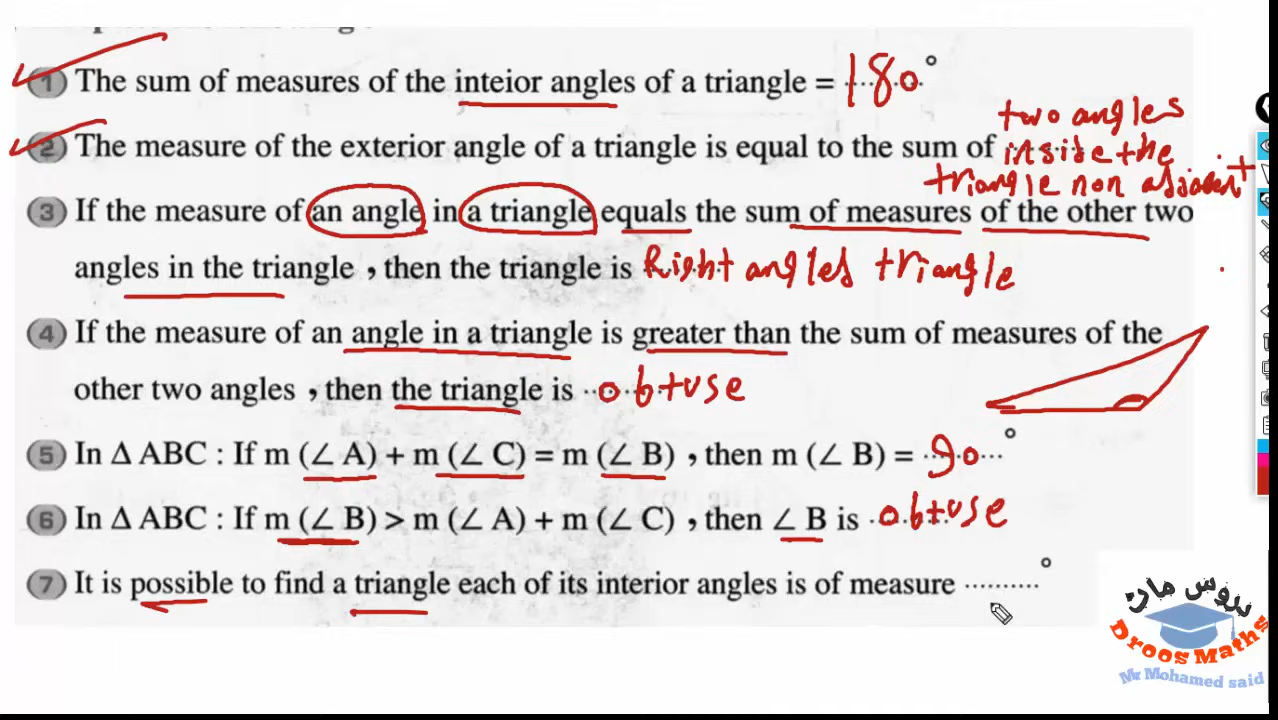 1 The sum of measures of the inteior angles of a triangle = 180°
two angles
2 The measure of the exterior angle of a triangle is equal to the sum of inside the
triangle non adjacent
3 If the measure of an angle in a triangle equals the sum of measures of the other two
angles in the triangle , then the triangle is Right angles triangle
4 If the measure of an angle in a triangle is greater than the sum of measures of the
other two angles , then the triangle is obtuse
5 In Δ ABC : If m (∠ A) + m (∠ C) = m (∠ B) , then m (∠ B) = 90°
6 In Δ ABC : If m (∠ B) > m (∠ A) + m (∠ C) , then ∠ B is obtuse
7 It is possible to find a triangle each of its interior angles is of measure ..........°
دروس ماث
Droos Maths
Mr Mohamed said